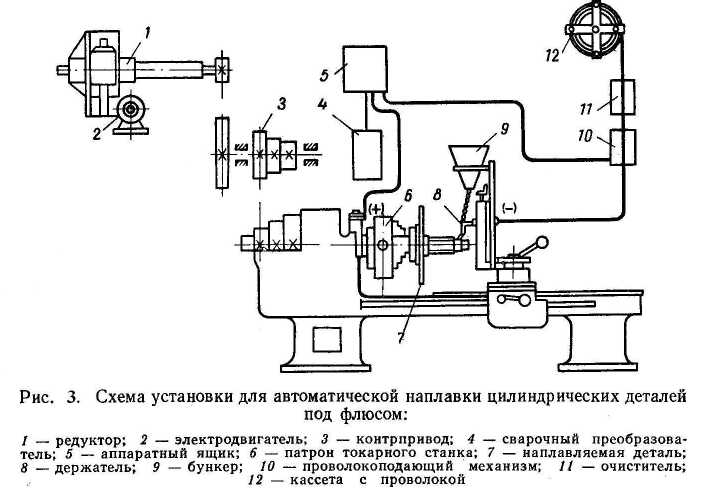 1
2
3
4
5
6
7
8
9
10
11
12
(+)
(–)
Рис. 3. Схема установки для автоматической наплавки цилиндрических деталей
под флюсом:
1 — редуктор; 2 — электродвигатель; 3 — контрпривод; 4 — сварочный преобразова-
тель; 5 — аппаратный ящик; 6 — патрон токарного станка; 7 — наплавляемая деталь;
8 — держатель; 9 — бункер; 10 — проволокоподающий механизм; 11 — очиститель;
12 — кассета с проволокой